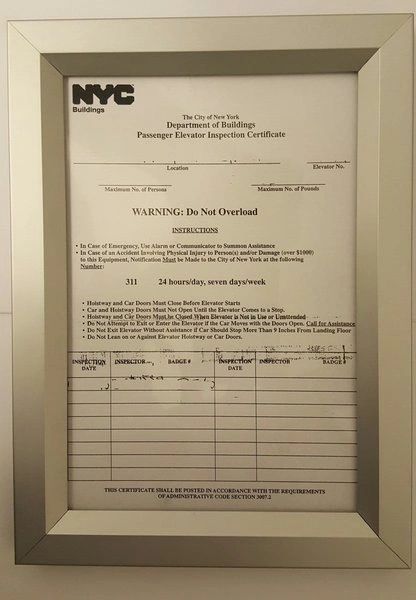 NYC
Buildings
The City of New York
Department of Buildings
Passenger Elevator Inspection Certificate
Location Elevator No.
Maximum No. of Persons Maximum No. of Pounds
WARNING: Do Not Overload
INSTRUCTIONS
• In Case of Emergency, Use Alarm or Communicator to Summon Assistance
• In Case of an Accident Involving Physical Injury to Person(s) and/or Damage (over $1000)
to this Equipment, Notification Must be Made to the City of New York at the following
Number:
311 24 hours/day, seven days/week
• Hoistway and Car Doors Must Close Before Elevator Starts
• Car and Hoistway Doors Must Not Open Until the Elevator Comes to a Stop.
• Hoistway and Car Doors Must be Closed When Elevator is Not in Use or Unattended
• Do Not Attempt to Exit or Enter the Elevator if the Car Moves with the Doors Open. Call for Assistance
• Do Not Exit Elevator Without Assistance if Car Should Stop More Than 9 Inches From Landing Floor
• Do Not Lean on or Against Elevator Hoistway or Car Doors.
INSPECTION DATE INSPECTOR BADGE # INSPECTION DATE INSPECTOR BADGE #
THIS CERTIFICATE SHALL BE POSTED IN ACCORDANCE WITH THE REQUIREMENTS
OF ADMINISTRATIVE CODE SECTION 3007.2